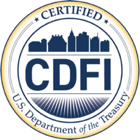 CERTIFIED
CDFI
U.S. Department of the Treasury